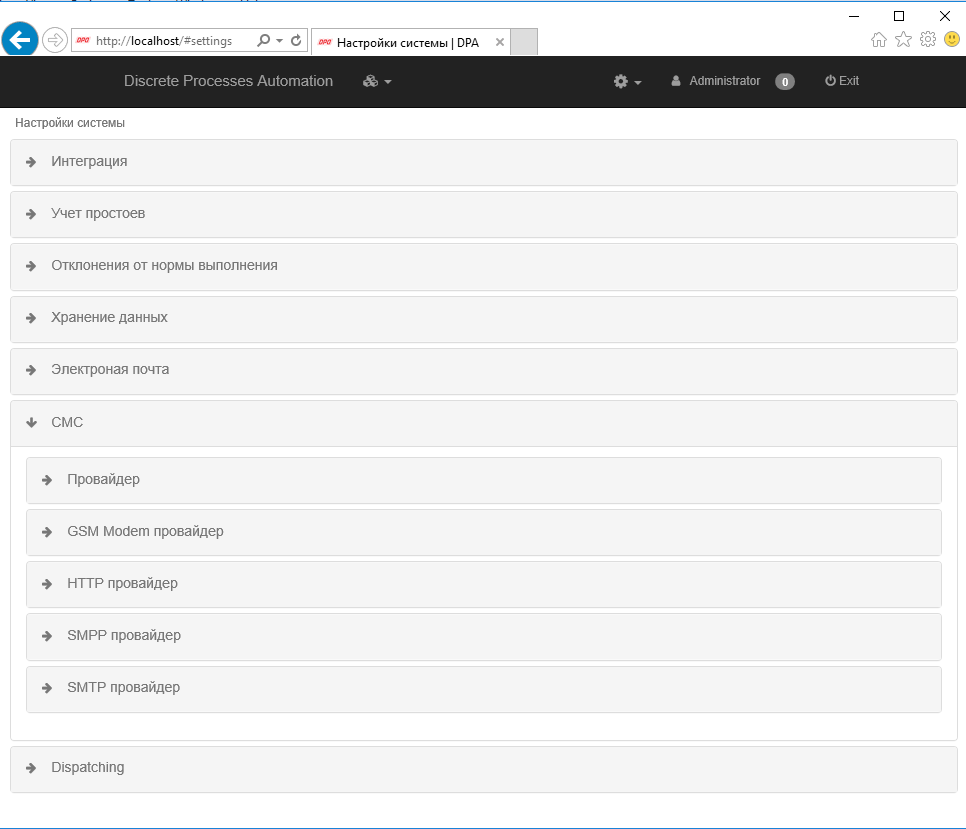 http://localhost/#settings
DPA Настройки системы | DPA
Discrete Processes Automation
Administrator 0 Exit
Настройки системы
Интеграция
Учет простоев
Отклонения от нормы выполнения
Хранение данных
Электроная почта
СМС
Провайдер
GSM Modem провайдер
HTTP провайдер
SMPP провайдер
SMTP провайдер
Dispatching